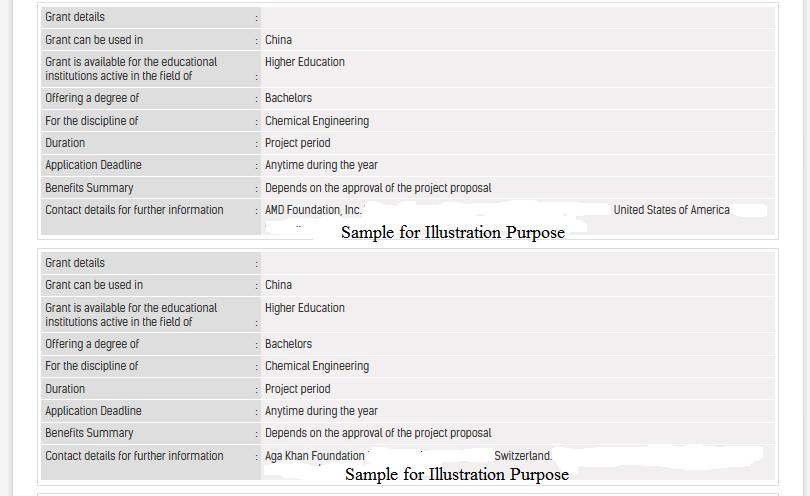 Grant details :
Grant can be used in : China
Grant is available for the educational Higher Education
institutions active in the field of :
Offering a degree of : Bachelors
For the discipline of : Chemical Engineering
Duration : Project period
Application Deadline : Anytime during the year
Benefits Summary : Depends on the approval of the project proposal
Contact details for further information : AMD Foundation, Inc. United States of America
Sample for Illustration Purpose
Grant details :
Grant can be used in : China
Grant is available for the educational Higher Education
institutions active in the field of :
Offering a degree of : Bachelors
For the discipline of : Chemical Engineering
Duration : Project period
Application Deadline : Anytime during the year
Benefits Summary : Depends on the approval of the project proposal
Contact details for further information : Aga Khan Foundation Switzerland.
Sample for Illustration Purpose